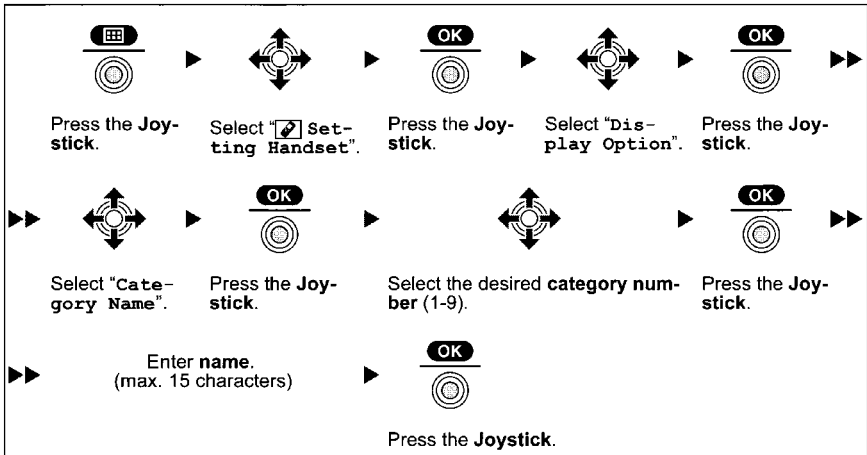 OK
OK
Press the Joy-
stick.
Select "Set-
ting Handset".
Press the Joy-
stick.
Select "Dis-
play Option".
Press the Joy-
stick.
OK
OK
Select "Cate-
gory Name".
Press the Joy-
stick.
Select the desired category num-
ber (1-9).
Press the Joy-
stick.
Enter name.
(max. 15 characters)
OK
Press the Joystick.